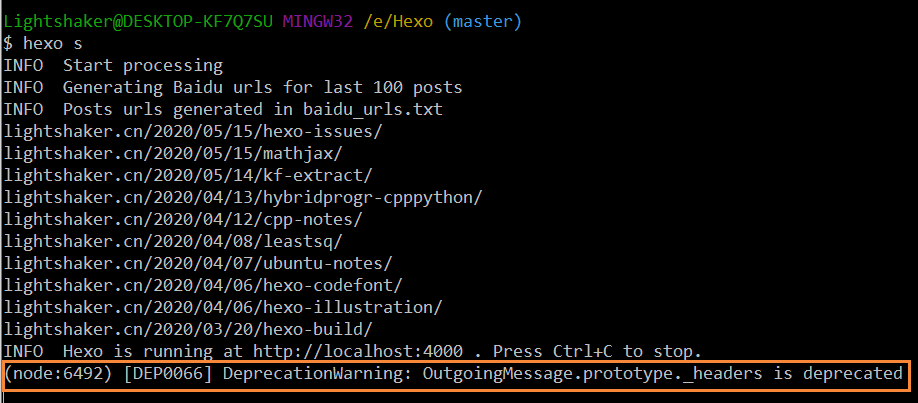 Lightshaker@DESKTOP-KF7Q7SU MINGW32 /e/Hexo (master)
$ hexo s
INFO  Start processing
INFO  Generating Baidu urls for last 100 posts
INFO  Posts urls generated in baidu_urls.txt
lightshaker.cn/2020/05/15/hexo-issues/
lightshaker.cn/2020/05/15/mathjax/
lightshaker.cn/2020/05/14/kf-extract/
lightshaker.cn/2020/04/13/hybridprogr-cpppython/
lightshaker.cn/2020/04/12/cpp-notes/
lightshaker.cn/2020/04/08/leastsq/
lightshaker.cn/2020/04/07/ubuntu-notes/
lightshaker.cn/2020/04/06/hexo-codefont/
lightshaker.cn/2020/04/06/hexo-illustration/
lightshaker.cn/2020/03/20/hexo-build/
INFO  Hexo is running at http://localhost:4000 . Press Ctrl+C to stop.
(node:6492) [DEP0066] DeprecationWarning: OutgoingMessage.prototype._headers is deprecated